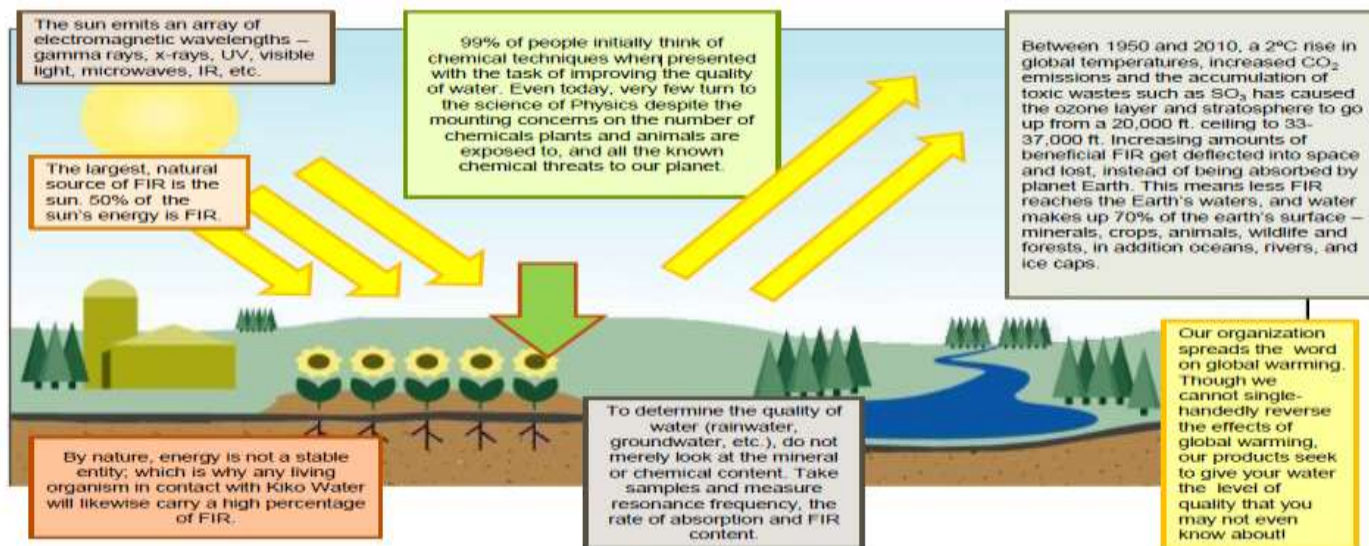 The sun emits an array of
electromagnetic wavelengths –
gamma rays, x-rays, UV, visible
light, microwaves, IR, etc.
The largest, natural
source of FIR is the
sun. 50% of the
sun's energy is FIR.
99% of people initially think of
chemical techniques when presented
with the task of improving the quality
of water. Even today, very few turn to
the science of Physics despite the
mounting concerns on the number of
chemicals plants and animals are
exposed to, and all the known
chemical threats to our planet.
Between 1950 and 2010, a 2ºC rise in
global temperatures, increased CO₂
emissions and the accumulation of
toxic wastes such as SO₃ has caused
the ozone layer and stratosphere to go
up from a 20,000 ft. ceiling to 33-
37,000 ft. Increasing amounts of
beneficial FIR get deflected into space
and lost, instead of being absorbed by
planet Earth. This means less FIR
reaches the Earth's waters, and water
makes up 70% of the earth's surface –
minerals, crops, animals, wildlife and
forests, in addition oceans, rivers, and
ice caps.
By nature, energy is not a stable
entity; which is why any living
organism in contact with Kiko Water
will likewise carry a high percentage
of FIR.
To determine the quality of
water (rainwater,
groundwater, etc.), do not
merely look at the mineral
or chemical content. Take
samples and measure
resonance frequency, the
rate of absorption and FIR
content.
Our organization
spreads the word
on global warming.
Though we
cannot single-
handedly reverse
the effects of
global warming,
our products seek
to give your water
the level of
quality that you
may not even
know about!